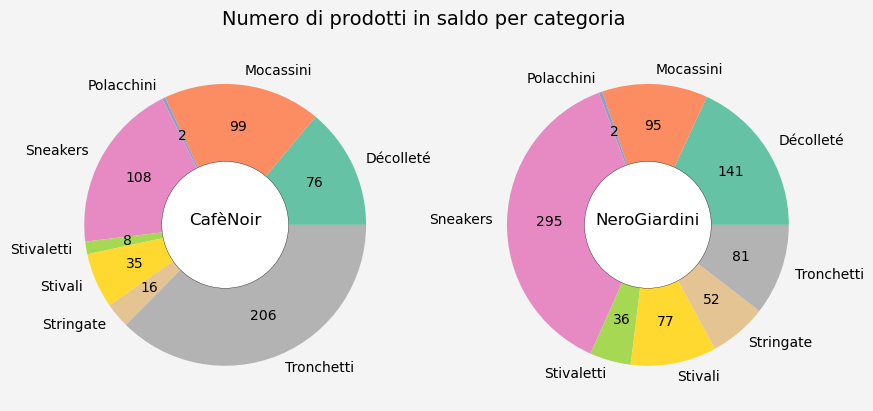 Numero di prodotti in saldo per categoria
Mocassini
Polacchini
99
2
Sneakers
Décolleté
108
76
CafèNoir
8
Stivaletti
35
Stivali
16
Stringate
206
Tronchetti
Mocassini
Polacchini
95
2
Décolleté
141
Sneakers
295
NeroGiardini
81
Tronchetti
52
36
77
Stringate
Stivaletti
Stivali